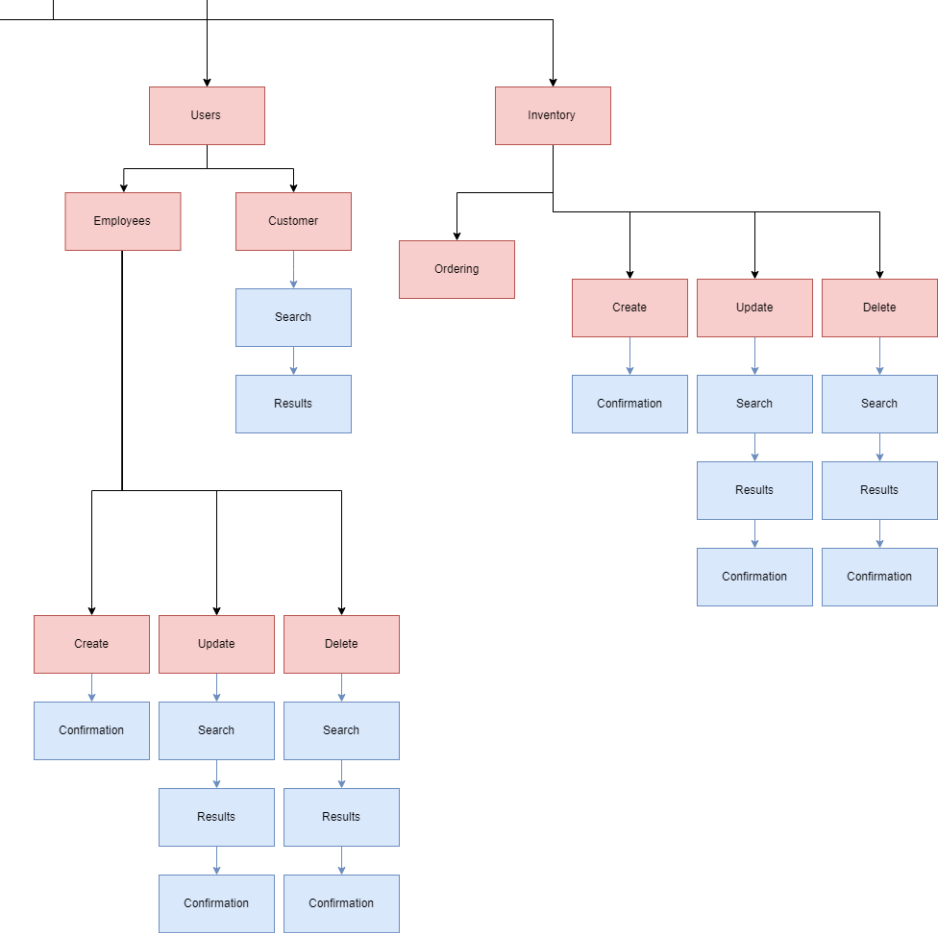 Users
Inventory
Employees
Customer
Ordering
Search
Create
Update
Delete
Results
Confirmation
Search
Search
Results
Results
Confirmation
Confirmation
Create
Update
Delete
Confirmation
Search
Search
Results
Results
Confirmation
Confirmation